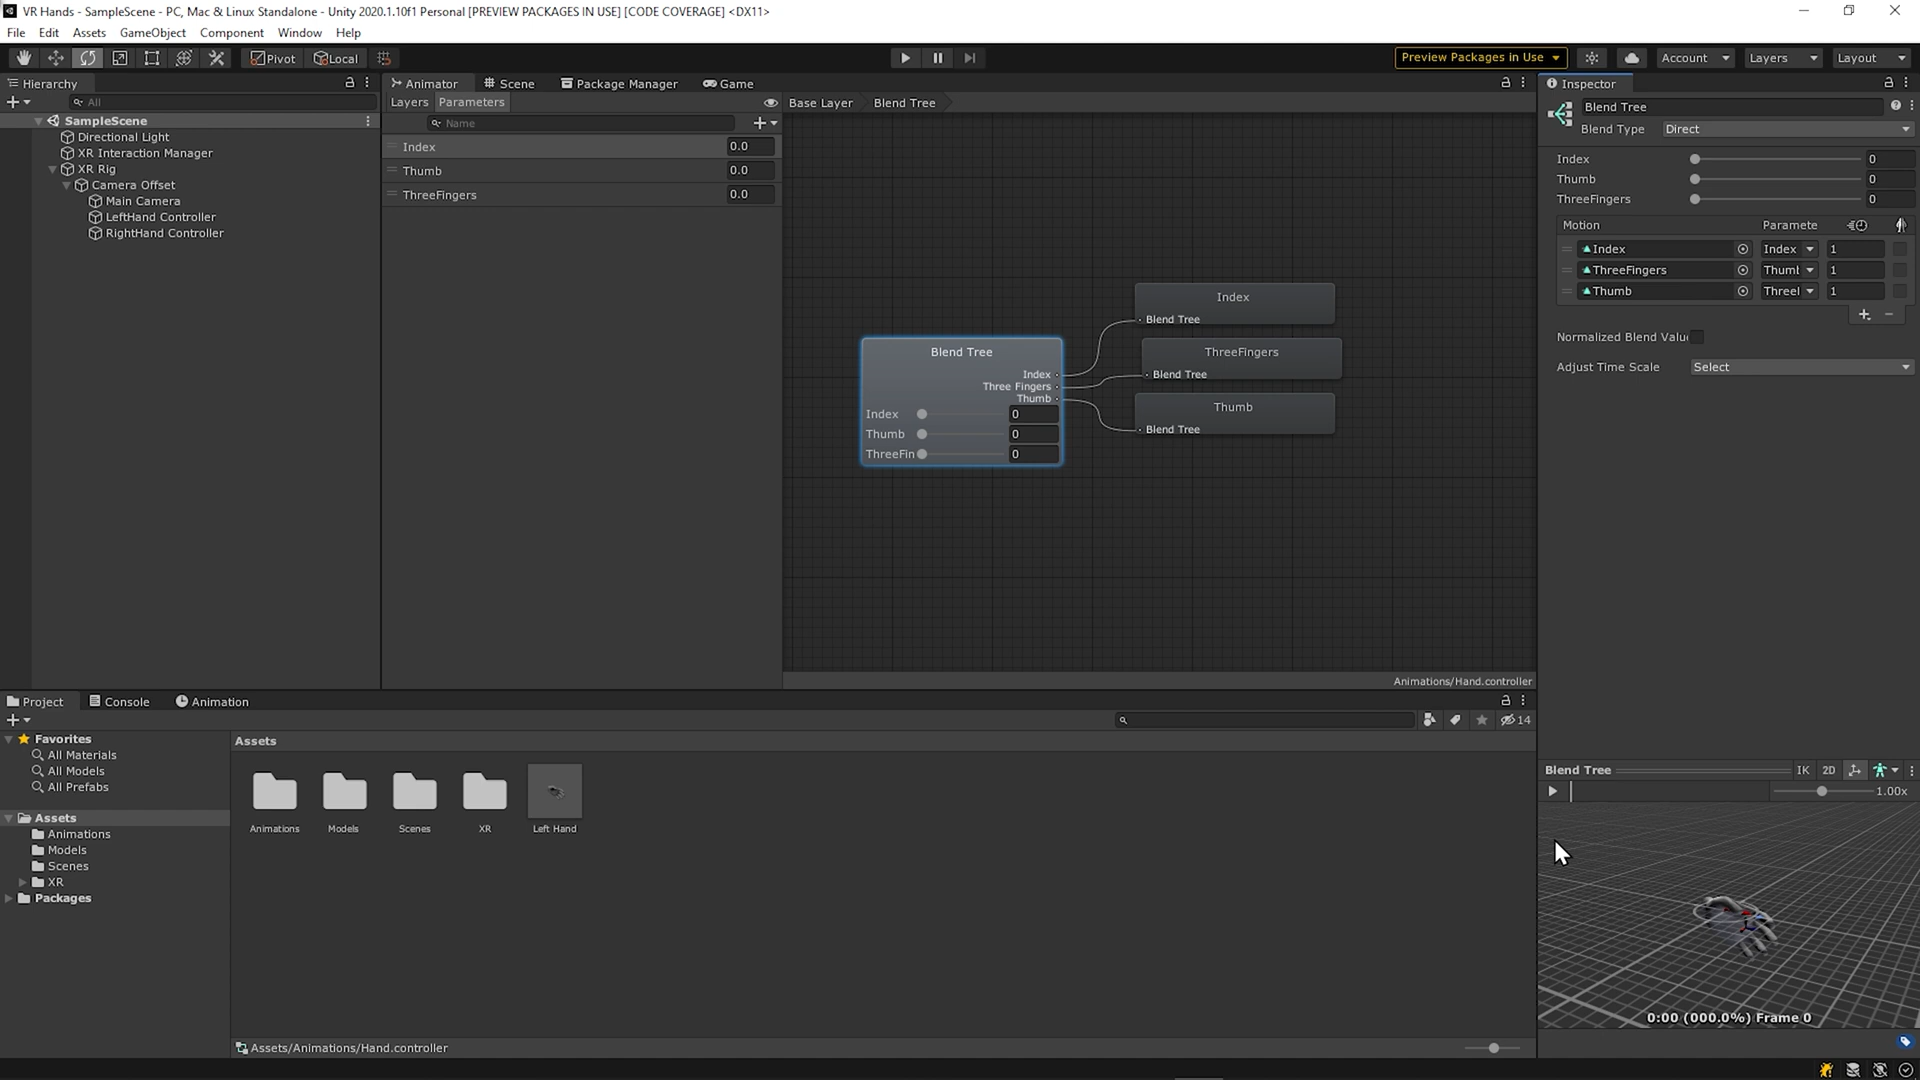 VR Hands - SampleScene - PC, Mac & Linux Standalone - Unity 2020.1.10f1 Personal [PREVIEW PACKAGES IN USE] [CODE COVERAGE] <DX11>
File Edit Assets GameObject Component Window Help
Pivot Local Preview Packages in Use Account Layers Layout
Hierarchy
All
SampleScene
Directional Light
XR Interaction Manager
XR Rig
Camera Offset
Main Camera
LeftHand Controller
RightHand Controller
Animator Scene Package Manager Game
Layers Parameters
Name
Index 0.0
Thumb 0.0
ThreeFingers 0.0
Base Layer Blend Tree
Blend Tree
Index
Three Fingers
Thumb
Index 0
Thumb 0
ThreeFin 0
Index
Blend Tree
ThreeFingers
Blend Tree
Thumb
Blend Tree
Animations/Hand.controller
Inspector
Blend Tree
Blend Type Direct
Index 0
Thumb 0
ThreeFingers 0
Motion Paramete
Index Index 1
ThreeFingers Thuml 1
Thumb Threel 1
Normalized Blend Valu
Adjust Time Scale Select
Blend Tree IK 2D
1.00x
0:00 (000.0%) Frame 0
Project Console Animation
14
Favorites
All Materials
All Models
All Prefabs
Assets
Animations
Models
Scenes
XR
Packages
Assets
Animations Models Scenes XR Left Hand
Assets/Animations/Hand.controller